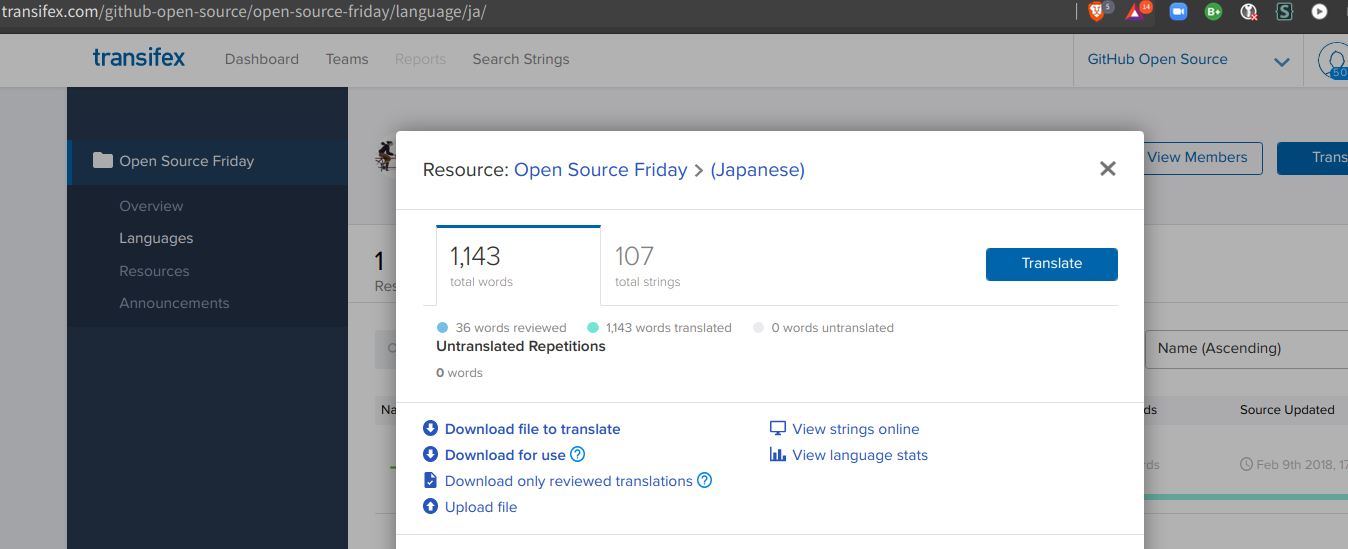 transifex.com/github-open-source/open-source-friday/language/ja/
5
14
B+
S
transifex
Dashboard
Teams
Reports
Search Strings
GitHub Open Source
50
Open Source Friday
Overview
Languages
Resources
Announcements
Resource: Open Source Friday > (Japanese)
View Members
Trans
1,143
total words
107
total strings
Translate
1
Res
36 words reviewed
1,143 words translated
0 words untranslated
Untranslated Repetitions
0 words
Name (Ascending)
Na
ds
Source Updated
Download file to translate
Download for use
Download only reviewed translations
Upload file
View strings online
View language stats
rds
Feb 9th 2018, 17